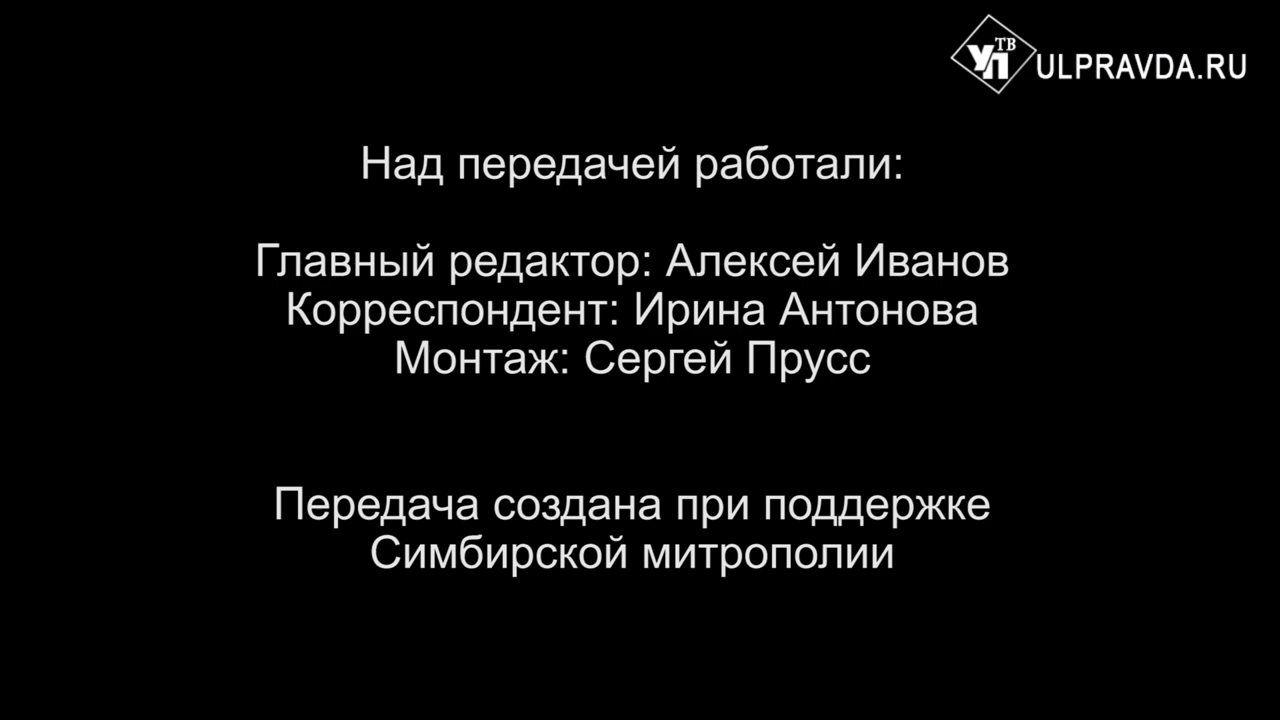 ТВ
УП
ULPRAVDA.RU
Над передачей работали:
Главный редактор: Алексей Иванов
Корреспондент: Ирина Антонова
Монтаж: Сергей Прусс
Передача создана при поддержке
Симбирской митрополии